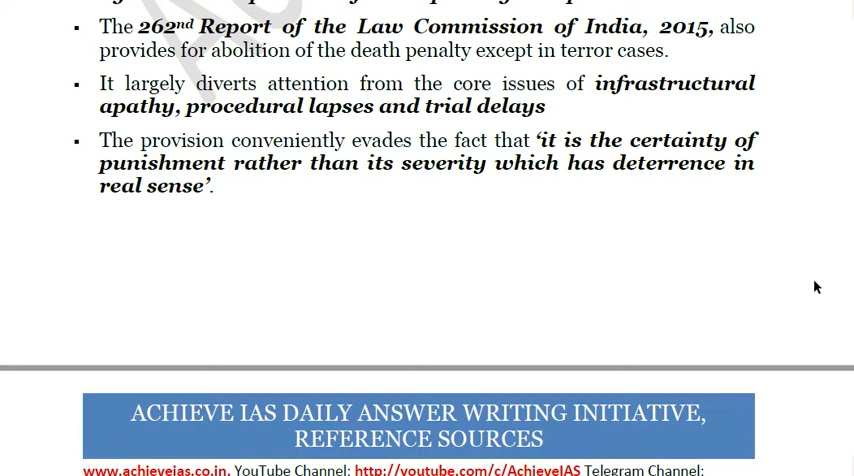 ▪ The 262nd Report of the Law Commission of India, 2015, also
provides for abolition of the death penalty except in terror cases.
▪ It largely diverts attention from the core issues of infrastructural
apathy, procedural lapses and trial delays
▪ The provision conveniently evades the fact that ‘it is the certainty of
punishment rather than its severity which has deterrence in
real sense’.
ACHIEVE IAS DAILY ANSWER WRITING INITIATIVE,
REFERENCE SOURCES
www.achieveias.co.in, YouTube Channel: http://youtube.com/c/AchieveIAS Telegram Channel: